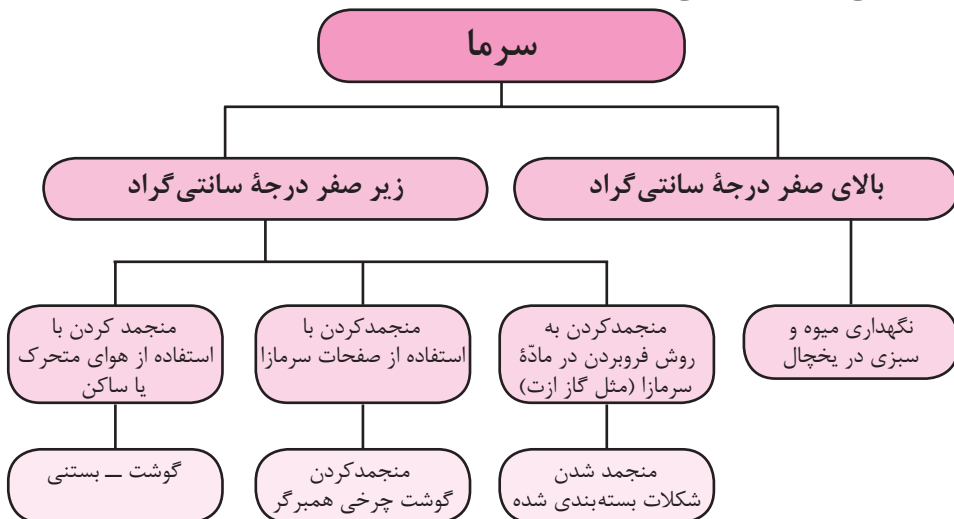 سرما
بالای صفر درجهٔ سانتی‌گراد
زیر صفر درجهٔ سانتی‌گراد
نگهداری میوه و
سبزی در یخچال
منجمدکردن به
روش فروبردن در مادّهٔ
سرمازا (مثل گاز ازت)
منجمدکردن با
استفاده از صفحات سرمازا
منجمد کردن با
استفاده از هوای متحرک
یا ساکن
منجمد شدن
شکلات بسته‌بندی شده
منجمدکردن
گوشت چرخی همبرگر
گوشت ــ بستنی